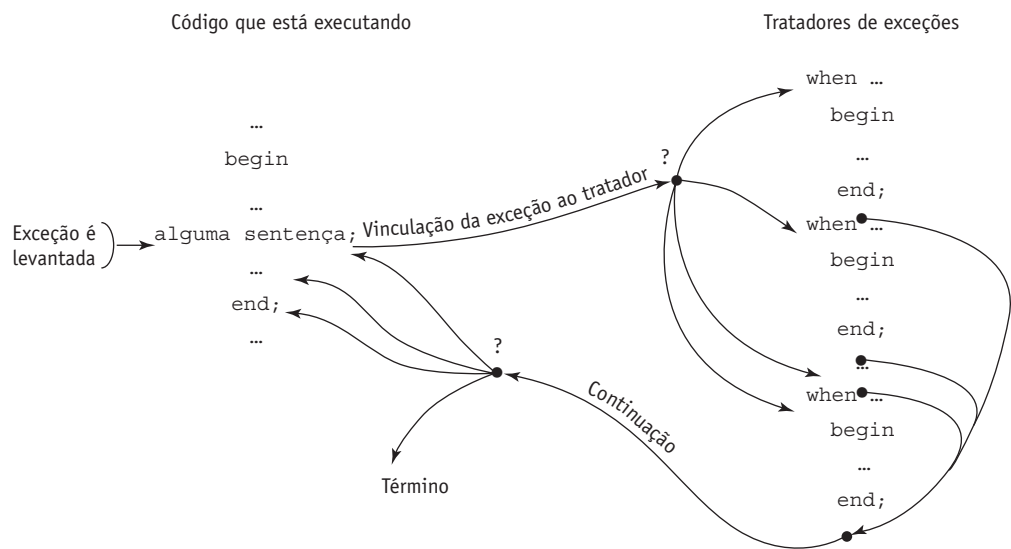 Código que está executando
…
begin
…
Exceção é
levantada
alguma sentença;
…
end;
…
Vinculação da exceção ao tratador
?
Tratadores de exceções
when …
begin
…
end;
when …
begin
…
end;
…
when …
begin
…
end;
Continuação
?
Término